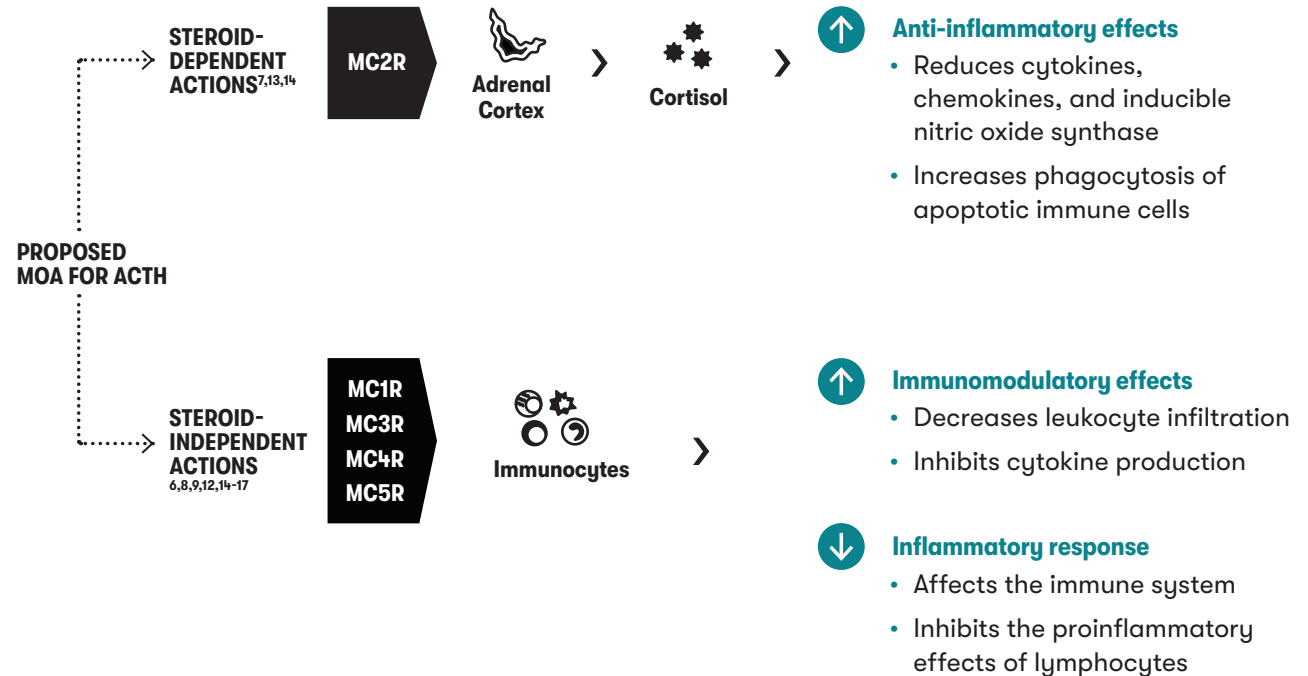 PROPOSED
MOA FOR ACTH
STEROID-
DEPENDENT
ACTIONS7,13,14
MC2R
Adrenal
Cortex
Cortisol
Anti-inflammatory effects
• Reduces cytokines,
chemokines, and inducible
nitric oxide synthase
• Increases phagocytosis of
apoptotic immune cells
STEROID-
INDEPENDENT
ACTIONS
6,8,9,12,14-17
MC1R
MC3R
MC4R
MC5R
Immunocytes
Immunomodulatory effects
• Decreases leukocyte infiltration
• Inhibits cytokine production
Inflammatory response
• Affects the immune system
• Inhibits the proinflammatory
effects of lymphocytes